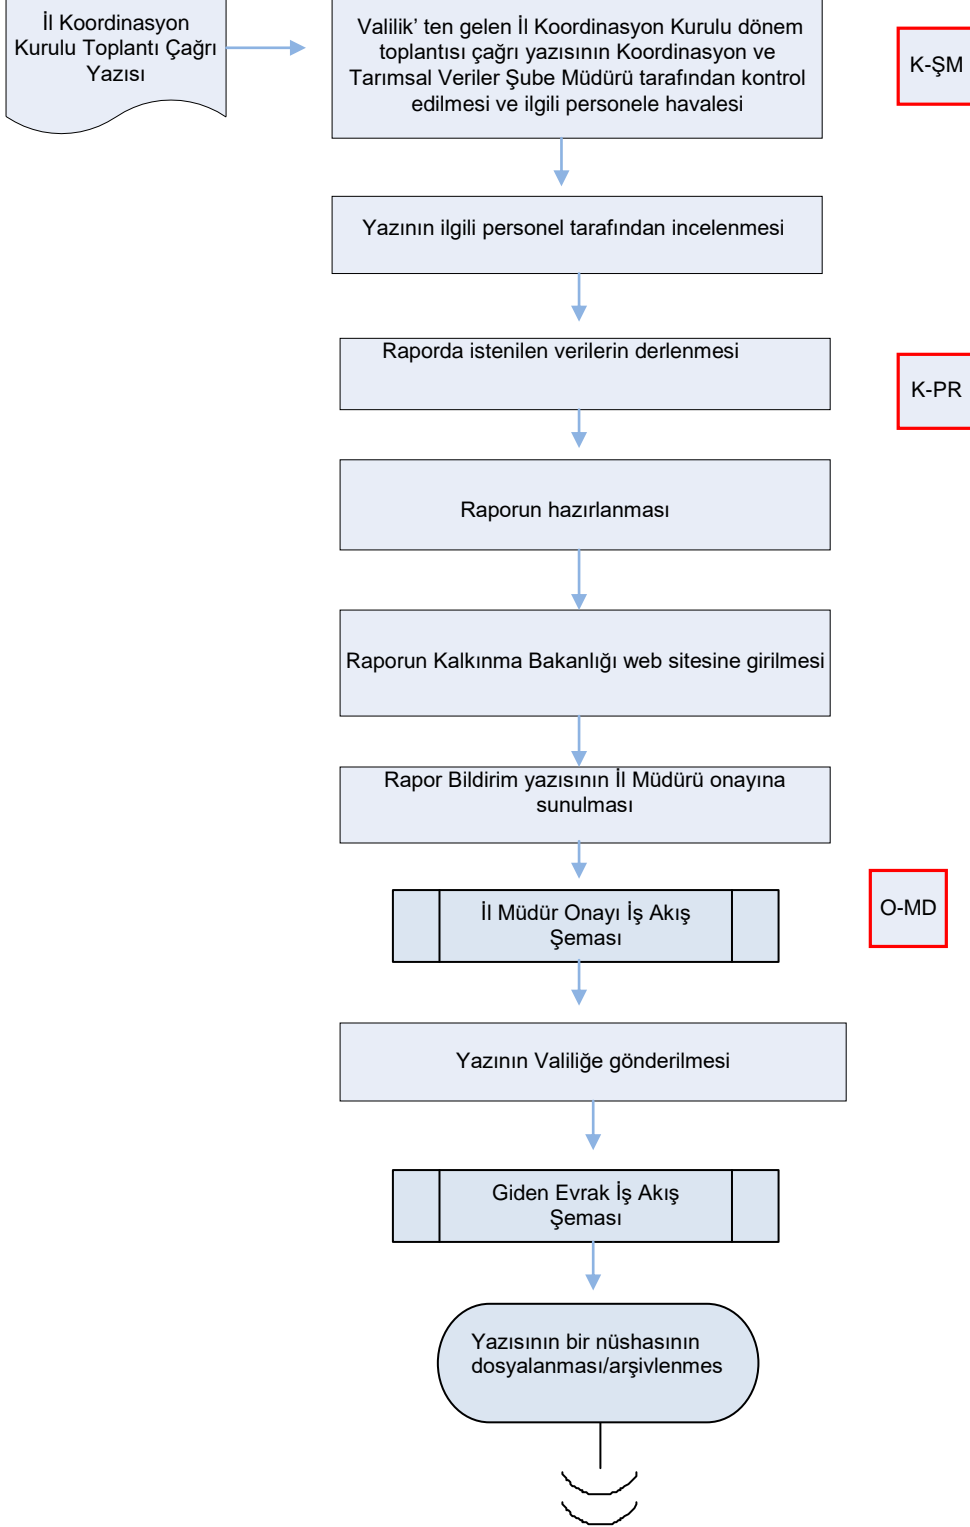 İl Koordinasyon
Kurulu Toplantı Çağrı
Yazısı
Valilik’ ten gelen İl Koordinasyon Kurulu dönem
toplantısı çağrı yazısının Koordinasyon ve
Tarımsal Veriler Şube Müdürü tarafından kontrol
edilmesi ve ilgili personele havalesi
K-ŞM
Yazının ilgili personel tarafından incelenmesi
Raporda istenilen verilerin derlenmesi
K-PR
Raporun hazırlanması
Raporun Kalkınma Bakanlığı web sitesine girilmesi
Rapor Bildirim yazısının İl Müdürü onayına
sunulması
İl Müdür Onayı İş Akış
Şeması
O-MD
Yazının Valiliğe gönderilmesi
Giden Evrak İş Akış
Şeması
Yazısının bir nüshasının
dosyalanması/arşivlenmes